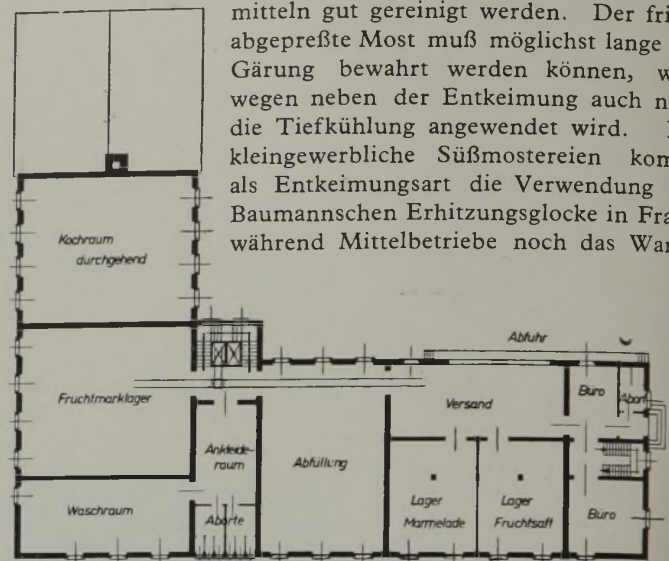 mitteln gut gereinigt werden. Der fri
abgepreßte Most muß möglichst lange
Gärung bewahrt werden können, w
wegen neben der Entkeimung auch n
die Tiefkühlung angewendet wird.
kleingewerbliche Süßmostereien kom
als Entkeimungsart die Verwendung
Baumannschen Erhitzungsglocke in Fra
während Mittelbetriebe noch das War
Kochraum
durchgehend
Abfuhr
Fruchtmarklager
Versand
Büro
Abort
Ankleide-
raum
Abfüllung
Waschraum
Aborte
Lager
Marmelade
Lager
Fruchtsaft
Büro